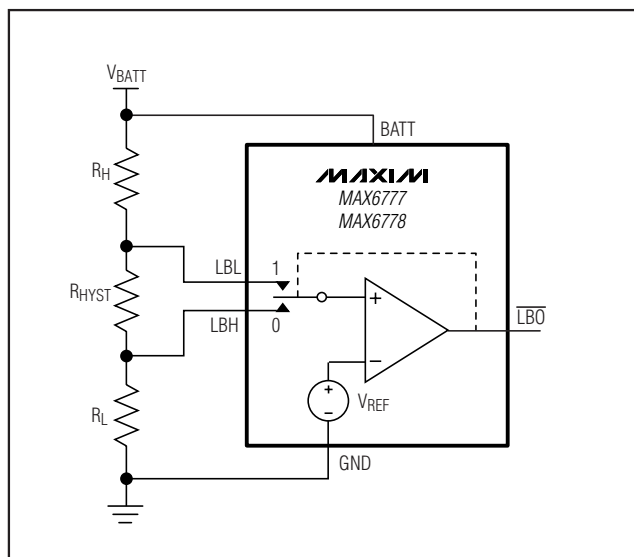 VBATT
BATT
RH
MAXIM
MAX6777
MAX6778
LBL
1
RHYST
+
LBH
0
LBO
−
+
−
VREF
RL
GND